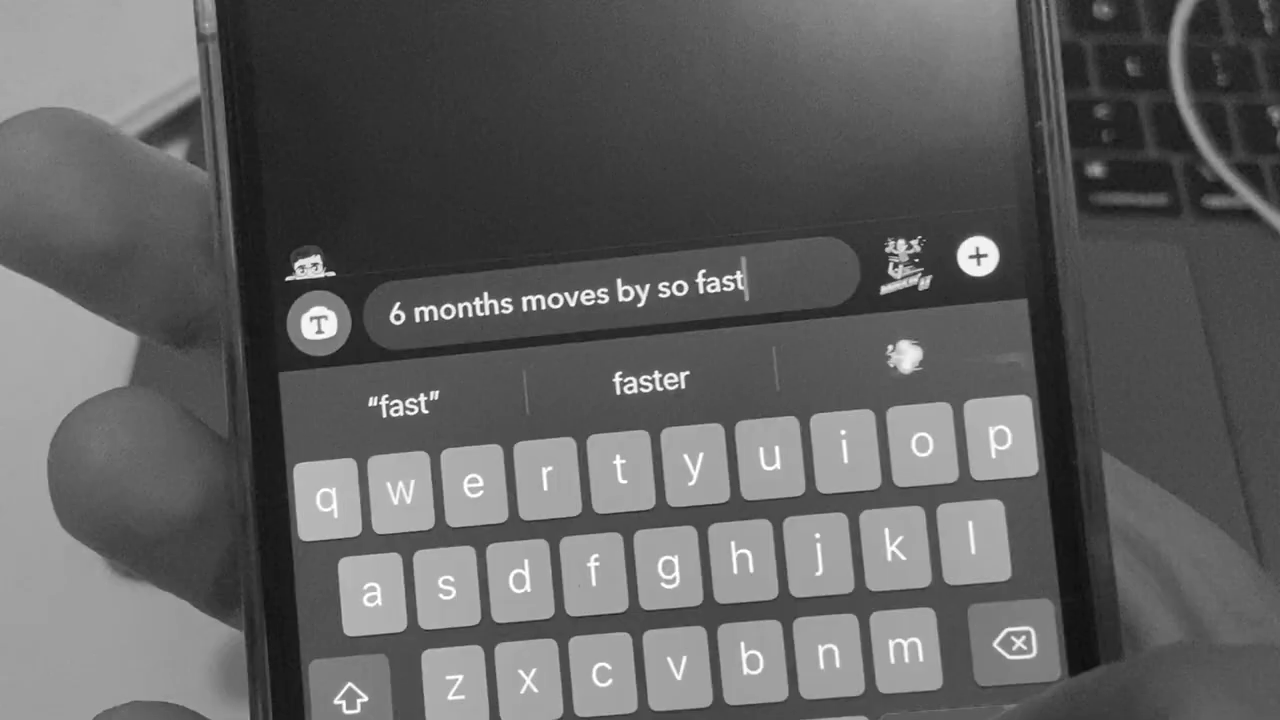 T
6 months moves by so fast
"fast"
faster
q w e r t y u i o p
a s d f g h j k l
z x c v b n m